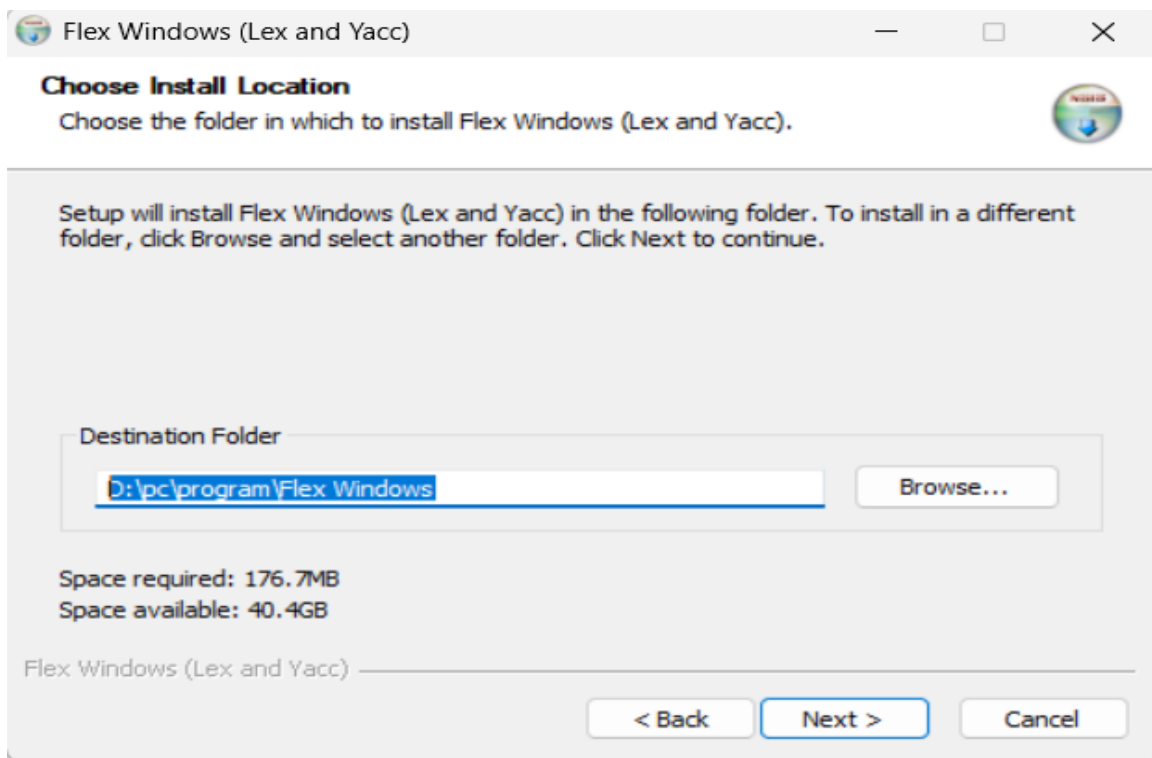 Flex Windows (Lex and Yacc)
Choose Install Location
Choose the folder in which to install Flex Windows (Lex and Yacc).
Setup will install Flex Windows (Lex and Yacc) in the following folder. To install in a different
folder, click Browse and select another folder. Click Next to continue.
Destination Folder
D:\pc\program\Flex Windows
Browse...
Space required: 176.7MB
Space available: 40.4GB
Flex Windows (Lex and Yacc)
< Back
Next >
Cancel